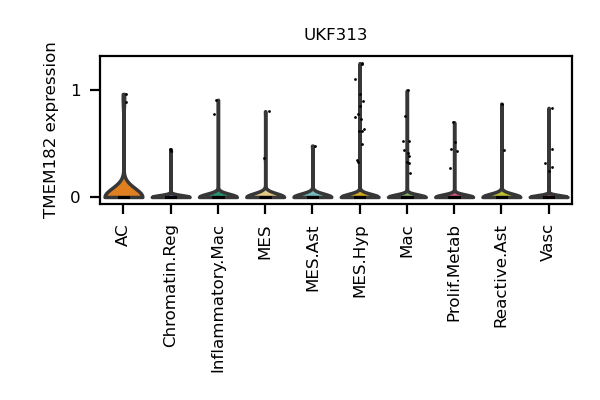 UKF313
TMEM182 expression
1
0
AC
Chromatin.Reg
Inflammatory.Mac
MES
MES.Ast
MES.Hyp
Mac
Prolif.Metab
Reactive.Ast
Vasc